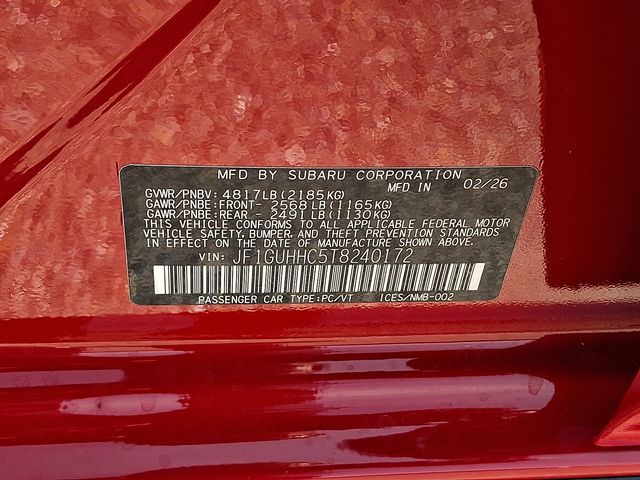 MFD BY SUBARU CORPORATION
MFD IN 02/26
GVWR/PNBV: 4817LB(2185KG)
GAWR/PNBE:FRONT- 2568LB(1165KG)
GAWR/PNBE:REAR - 2491LB(1130KG)
THIS VEHICLE CONFORMS TO ALL APPLICABLE FEDERAL MOTOR
VEHICLE SAFETY, BUMPER, AND THEFT PREVENTION STANDARDS
IN EFFECT ON THE DATE OF MANUFACTURE SHOWN ABOVE.
VIN: JF1GUHHC5T8240172
PASSENGER CAR TYPE:PC/VT ICES/NMB-002